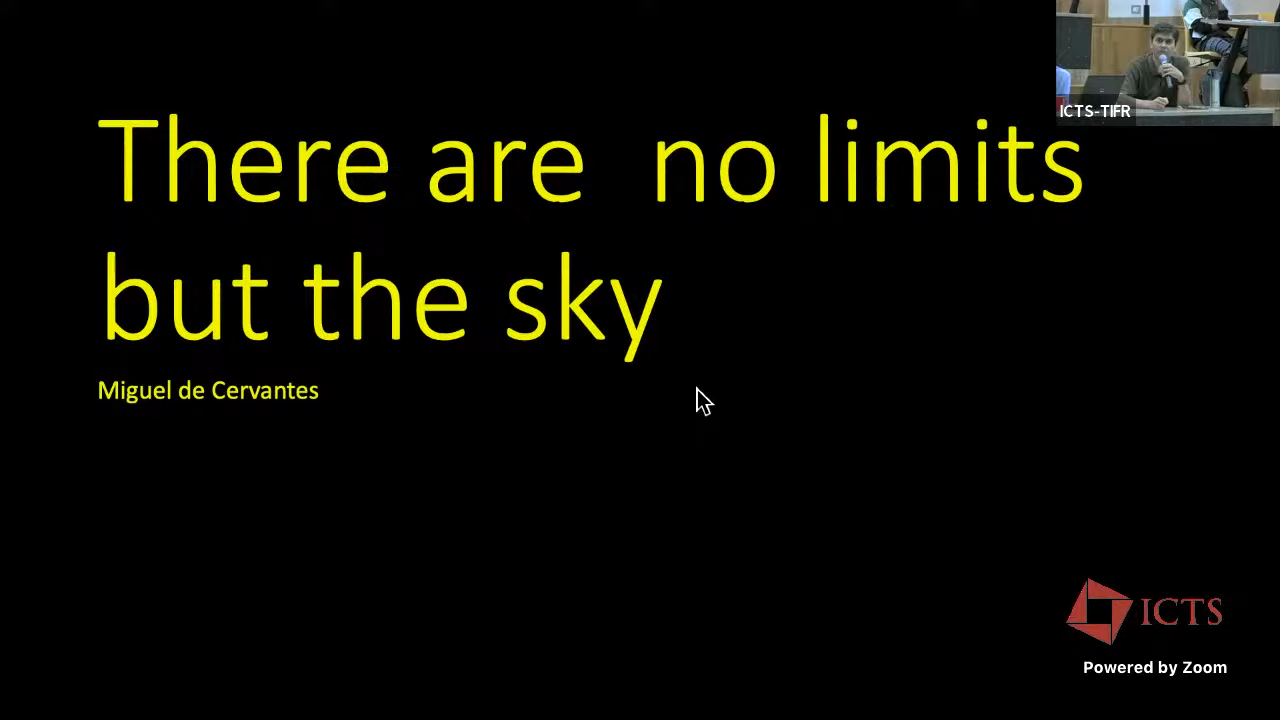 ICTS-TIFR
There are  no limits
but the sky
Miguel de Cervantes
ICTS
Powered by Zoom